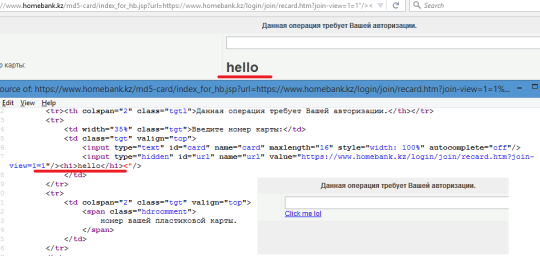 //www.homebank.kz/md5-card/index_for_hb.jsp?url=https://www.homebank.kz/login/join/recard.htm?join-view=1=1"/><
Search
Данная операция требует Вашей авторизации.
р карты:
hello
ource of: https://www.homebank.kz/md5-card/index_for_hb.jsp?url=https://www.homebank.kz/login/join/recard.htm?join-view=1=1%...
Edit View Help
<tr><th colspan="2" class="tgtl">Данная операция требует Вашей авторизации.</th></tr>
<tr>
<td width="35%" class="tgt">Введите номер карты:</td>
<td class="tgt" valign="top">
<input type="text" id="card" name="card" maxlength="16" style="width: 100%" autocomplete="off"/>
<input type="hidden" id="url" name="url" value="https://www.homebank.kz/login/join/recard.htm?join-
view=1=1"/><h1>hello</h1><"/>
</td>
</tr>
<tr>
<td colspan="2" class="tgt" valign="top">
<span class="hdrcomment">
номер вашей пластиковой карты.
</span>
</td>
</tr>
Данная операция требует Вашей авторизации.
Click me lol